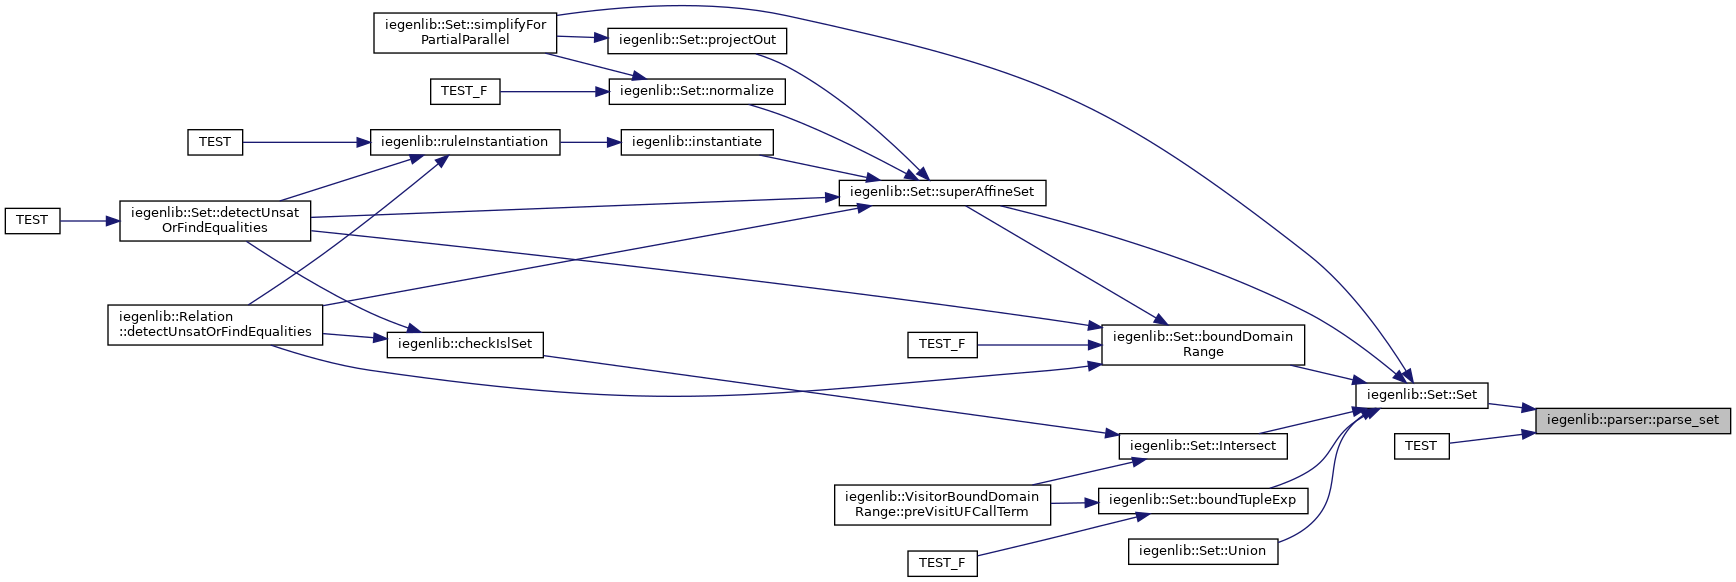 iegenlib::Set::simplifyFor
PartialParallel
iegenlib::Set::projectOut
TEST_F
iegenlib::Set::normalize
TEST
iegenlib::ruleInstantiation
iegenlib::instantiate
iegenlib::Set::superAffineSet
TEST
iegenlib::Set::detectUnsat
OrFindEqualities
iegenlib::Relation
::detectUnsatOrFindEqualities
iegenlib::checkIslSet
TEST_F
iegenlib::Set::boundDomain
Range
iegenlib::Set::Set
iegenlib::parser::parse_set
TEST
iegenlib::Set::Intersect
iegenlib::VisitorBoundDomain
Range::preVisitUFCallTerm
iegenlib::Set::boundTupleExp
iegenlib::Set::Union
TEST_F